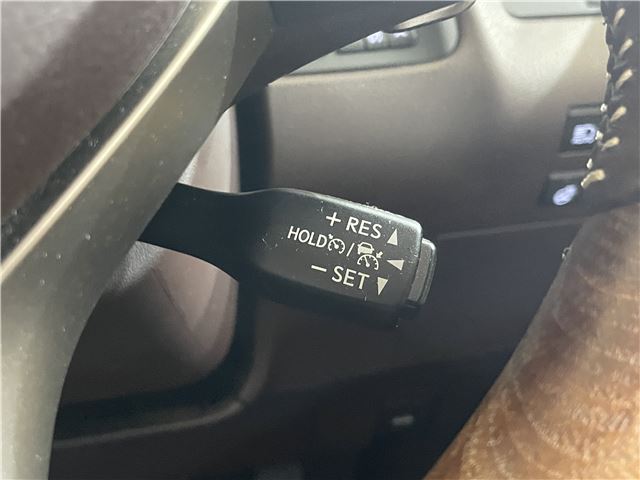 + RES ▲
HOLD / ◀
− SET ▼